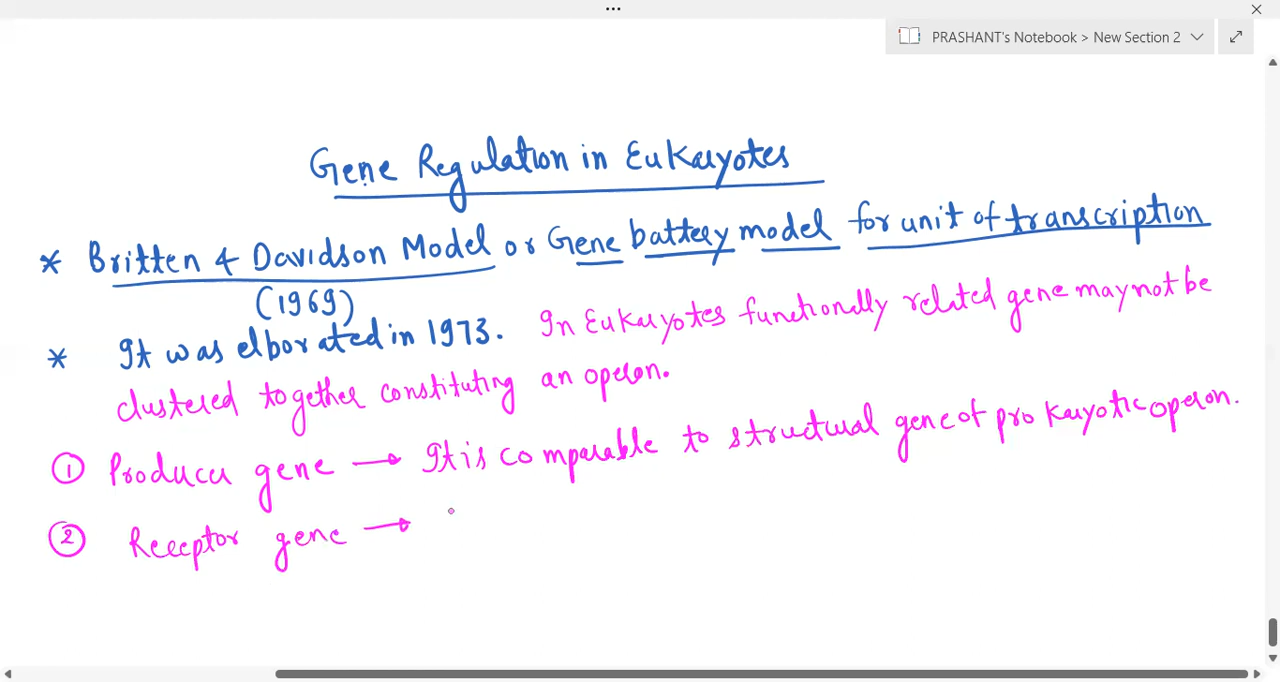 ...
PRASHANT's Notebook > New Section 2
Gene Regulation in Eukaryotes
* Britten & Davidson Model or Gene battery model for unit of transcription
(1969)
* It was elborated in 1973. In Eukaryotes functionally related gene may not be
clustered together constituting an operon.
① Producer gene → It is comparable to structural gene of prokaryotic operon.
② Receptor gene →